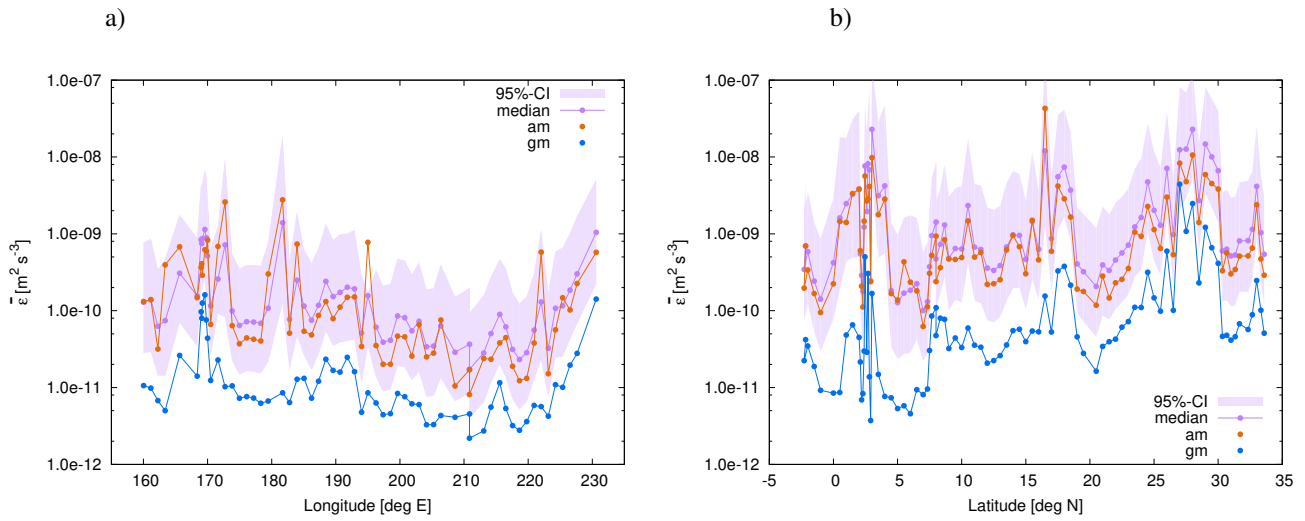 a)
1.0e-07
1.0e-08
1.0e-09
1.0e-10
1.0e-11
1.0e-12
ε̄ [m² s⁻³]
95%-CI
median
am
gm
160 170 180 190 200 210 220 230
Longitude [deg E]
b)
1.0e-07
1.0e-08
1.0e-09
1.0e-10
1.0e-11
1.0e-12
ε̄ [m² s⁻³]
95%-CI
median
am
gm
-5 0 5 10 15 20 25 30 35
Latitude [deg N]